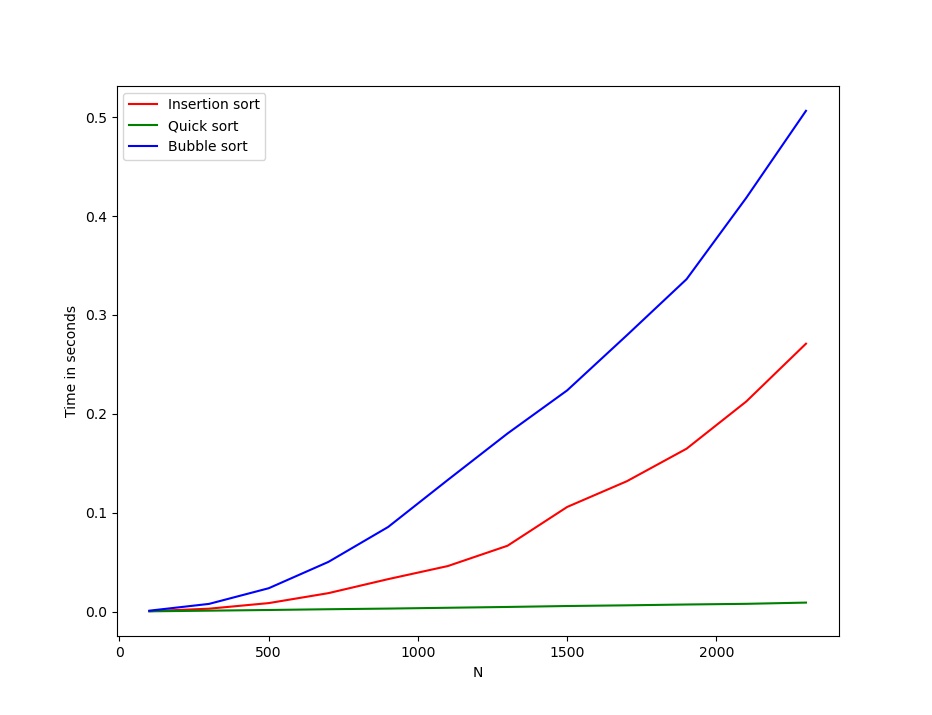 Insertion sort
Quick sort
Bubble sort
0.5
0.4
0.3
0.2
0.1
0.0
Time in seconds
0 500 1000 1500 2000
N